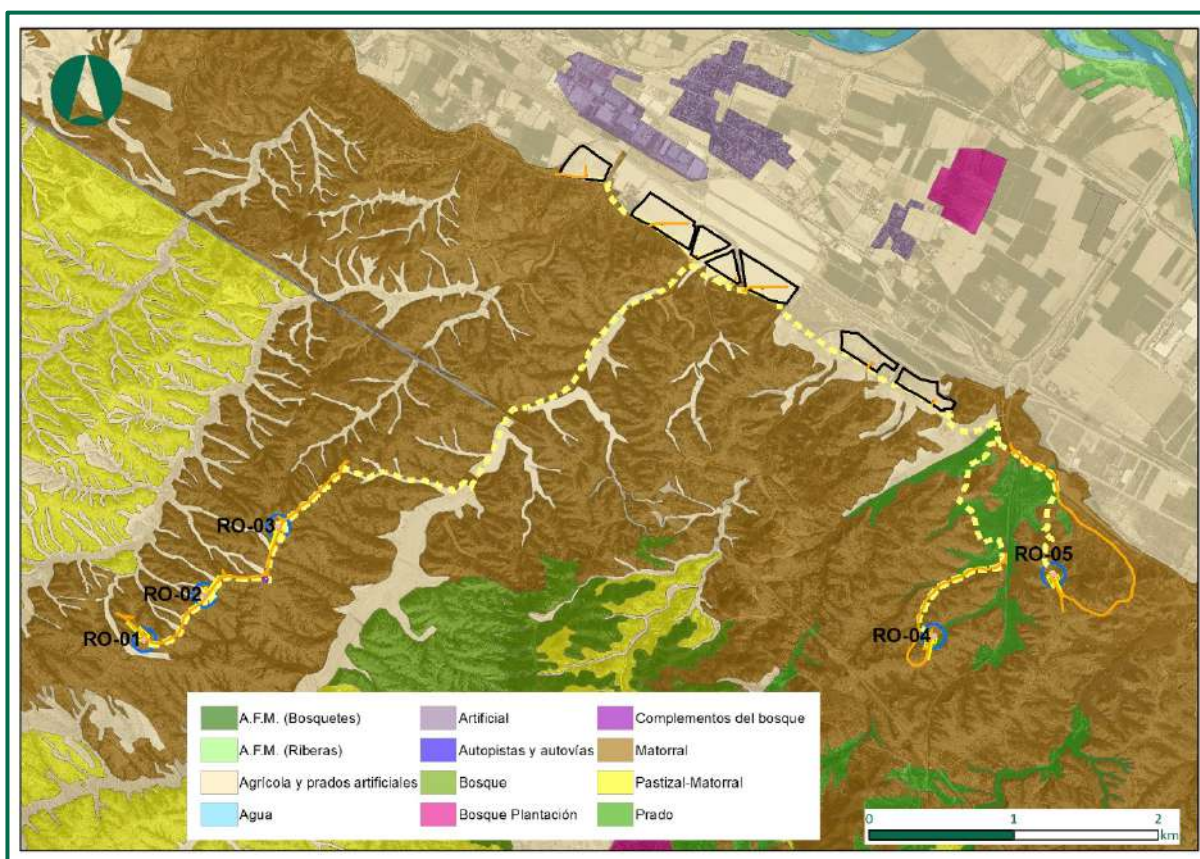 RO-03
RO-02
RO-01
RO-05
RO-04
A.F.M. (Bosquetes)
A.F.M. (Riberas)
Agrícola y prados artificiales
Agua
Artificial
Autopistas y autovías
Bosque
Bosque Plantación
Complementos del bosque
Matorral
Pastizal-Matorral
Prado
0 1 2
km